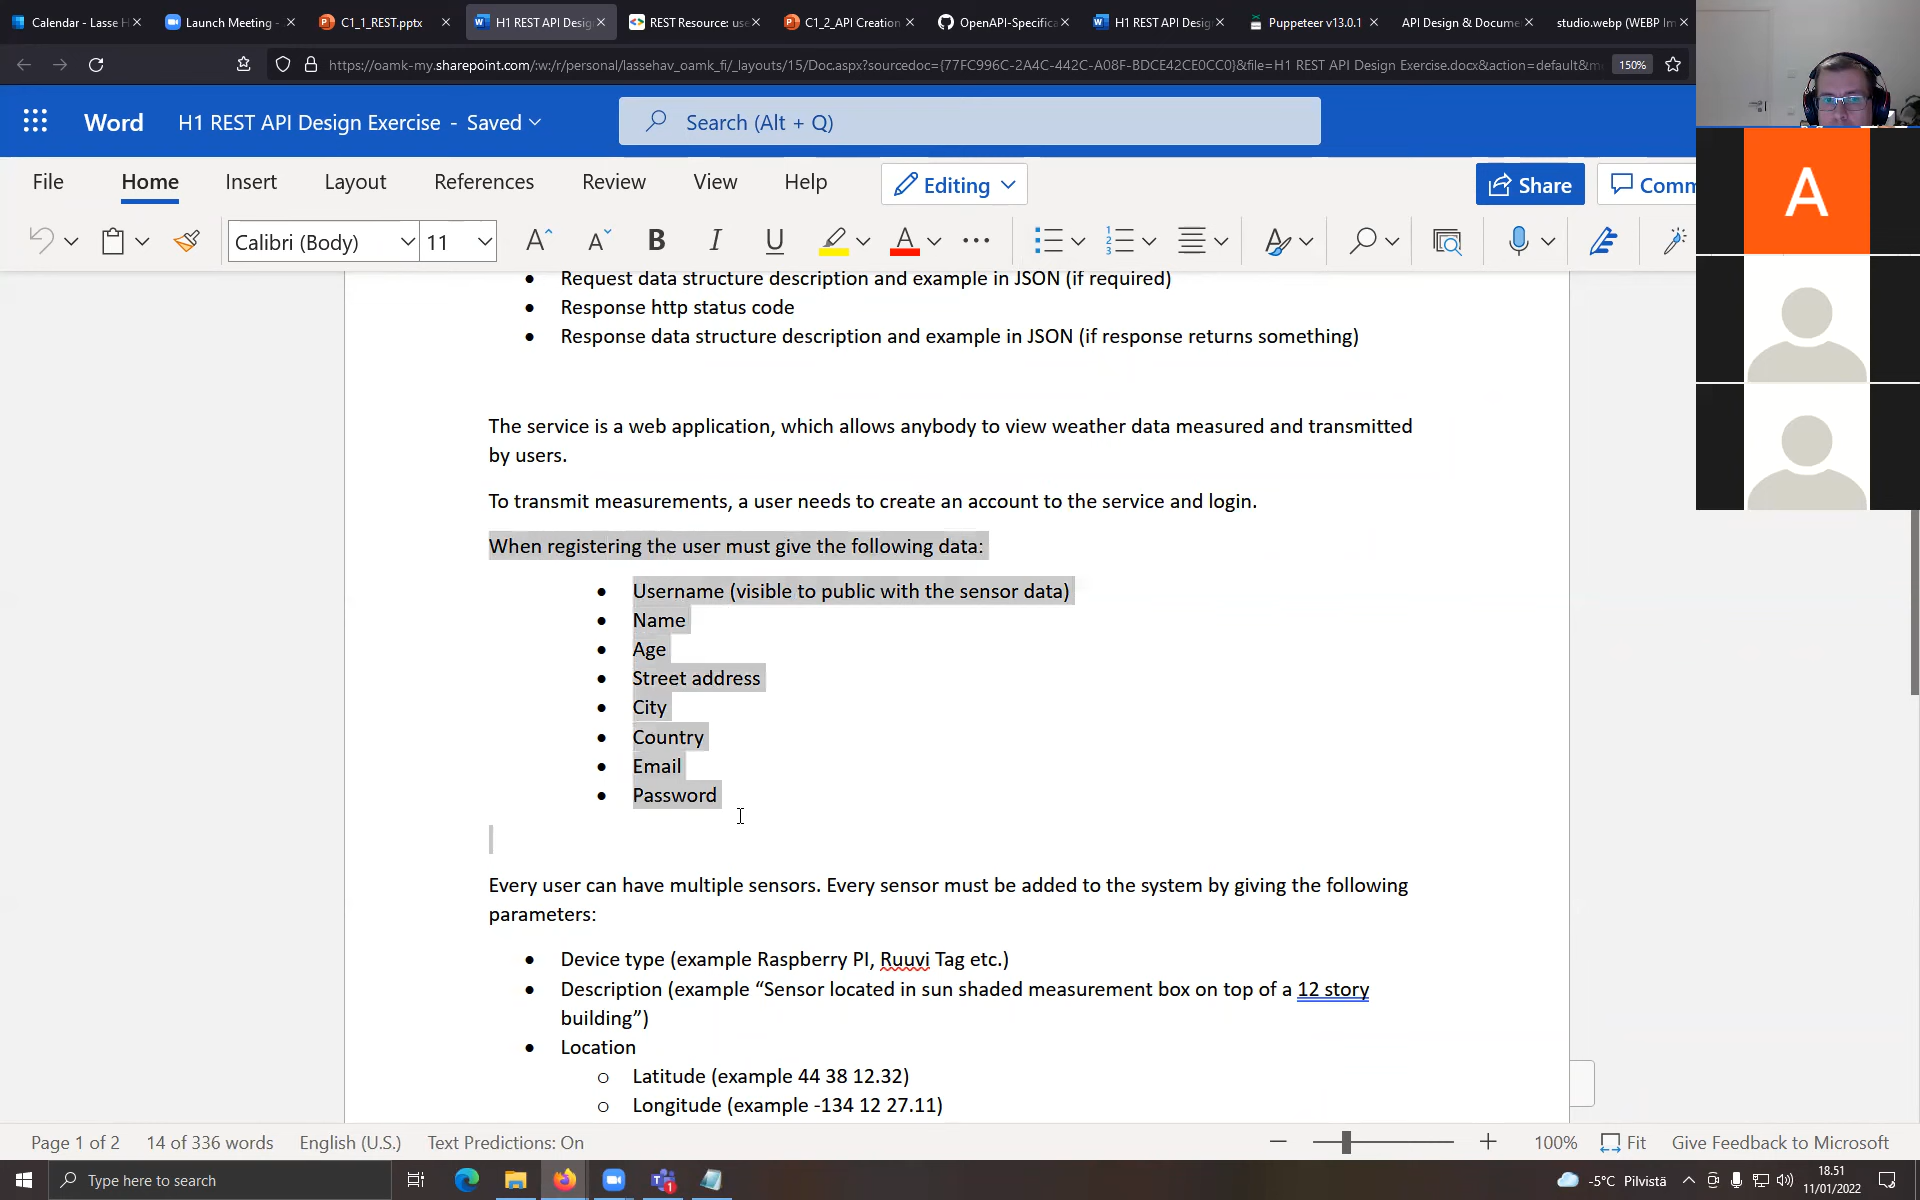 Calendar - Lasse H
Launch Meeting -
C1_1_REST.pptx
H1 REST API Desig
REST Resource: use
C1_2_API Creation
OpenAPI-Specifica
H1 REST API Desig
Puppeteer v13.0.1
API Design & Docume
studio.webp (WEBP Im
https://oamk-my.sharepoint.com/:w:/r/personal/lassehav_oamk_fi/_layouts/15/Doc.aspx?sourcedoc={77FC996C-2A4C-442C-A08F-BDCE42CE0CC0}&file=H1 REST API Design Exercise.docx&action=default&m
150%
Word
H1 REST API Design Exercise - Saved
Search (Alt + Q)
File
Home
Insert
Layout
References
Review
View
Help
Editing
Share
Comm
Calibri (Body)
11
A
A
B
I
U
A
Request data structure description and example in JSON (if required)
Response http status code
Response data structure description and example in JSON (if response returns something)
The service is a web application, which allows anybody to view weather data measured and transmitted
by users.
To transmit measurements, a user needs to create an account to the service and login.
When registering the user must give the following data:
Username (visible to public with the sensor data)
Name
Age
Street address
City
Country
Email
Password
Every user can have multiple sensors. Every sensor must be added to the system by giving the following
parameters:
Device type (example Raspberry PI, Ruuvi Tag etc.)
Description (example “Sensor located in sun shaded measurement box on top of a 12 story
building”)
Location
Latitude (example 44 38 12.32)
Longitude (example -134 12 27.11)
A
Page 1 of 2
14 of 336 words
English (U.S.)
Text Predictions: On
100%
Fit
Give Feedback to Microsoft
Type here to search
-5°C Pilvistä
18.51
11/01/2022